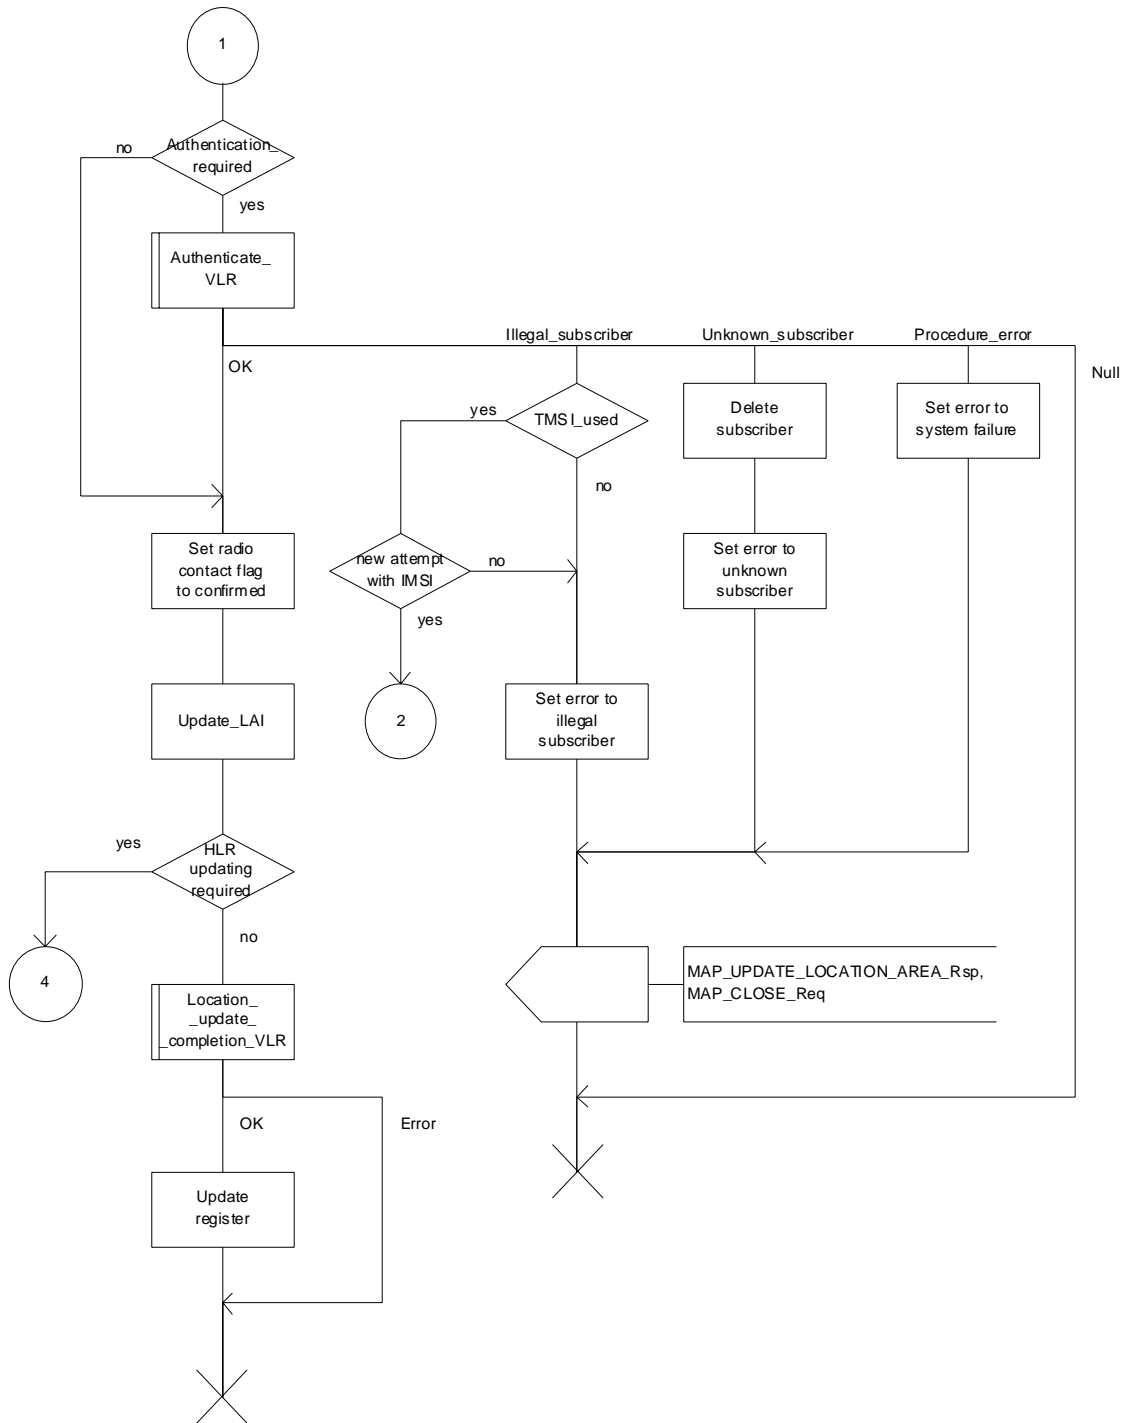 1
Authentication_
required
no
yes
Authenticate_
VLR
Illegal_subscriber
Unknown_subscriber
Procedure_error
OK
Null
yes
TMSI_used
no
Delete
subscriber
Set error to
system failure
Set radio
contact flag
to confirmed
new attempt
with IMSI
no
yes
Set error to
unknown
subscriber
Update_LAI
2
Set error to
illegal
subscriber
yes
HLR
updating
required
no
4
MAP_UPDATE_LOCATION_AREA_Rsp,
MAP_CLOSE_Req
Location_
_update_
_completion_VLR
OK
Error
Update
register